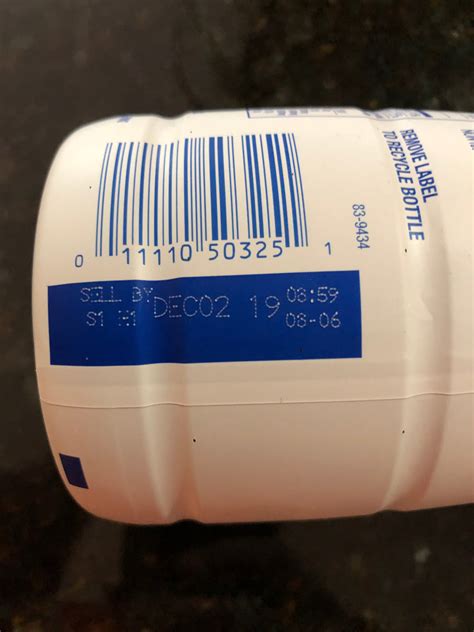 0 11110 50325 1
83-9434
REMOVE LABEL
TO RECYCLE BOTTLE
SELL BY DEC02 19 08:59
S1 H1 08-06